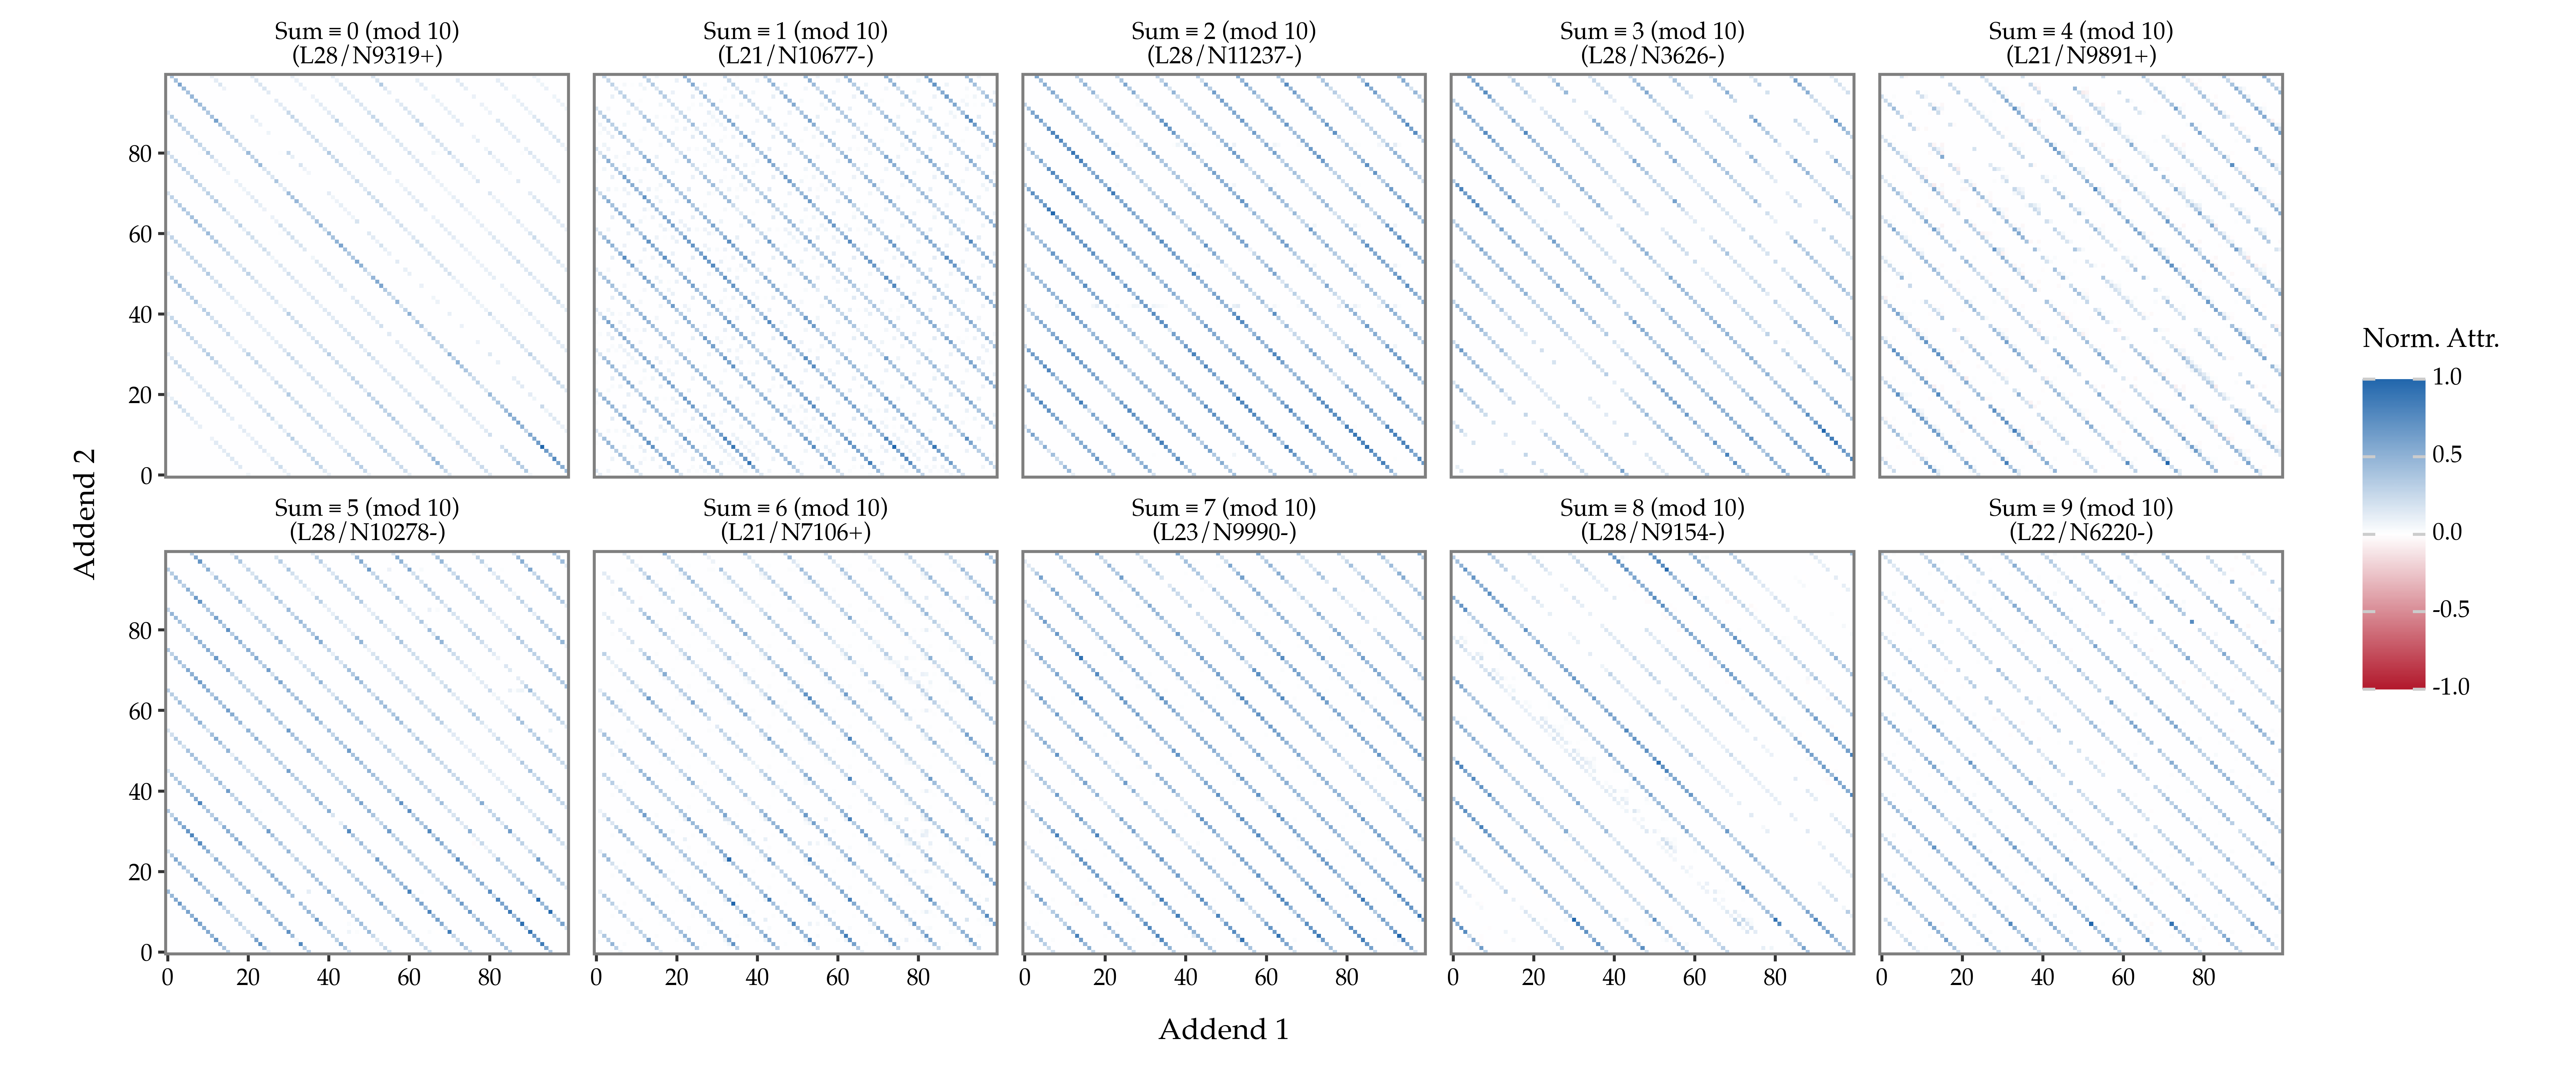 Sum ≡ 0 (mod 10)
(L28/N9319+)
Sum ≡ 1 (mod 10)
(L21/N10677-)
Sum ≡ 2 (mod 10)
(L28/N11237-)
Sum ≡ 3 (mod 10)
(L28/N3626-)
Sum ≡ 4 (mod 10)
(L21/N9891+)
80
60
40
20
0
Sum ≡ 5 (mod 10)
(L28/N10278-)
Sum ≡ 6 (mod 10)
(L21/N7106+)
Sum ≡ 7 (mod 10)
(L23/N9990-)
Sum ≡ 8 (mod 10)
(L28/N9154-)
Sum ≡ 9 (mod 10)
(L22/N6220-)
80
60
40
20
0
0 20 40 60 80
0 20 40 60 80
0 20 40 60 80
0 20 40 60 80
0 20 40 60 80
Addend 2
Addend 1
Norm. Attr.
1.0
0.5
0.0
-0.5
-1.0